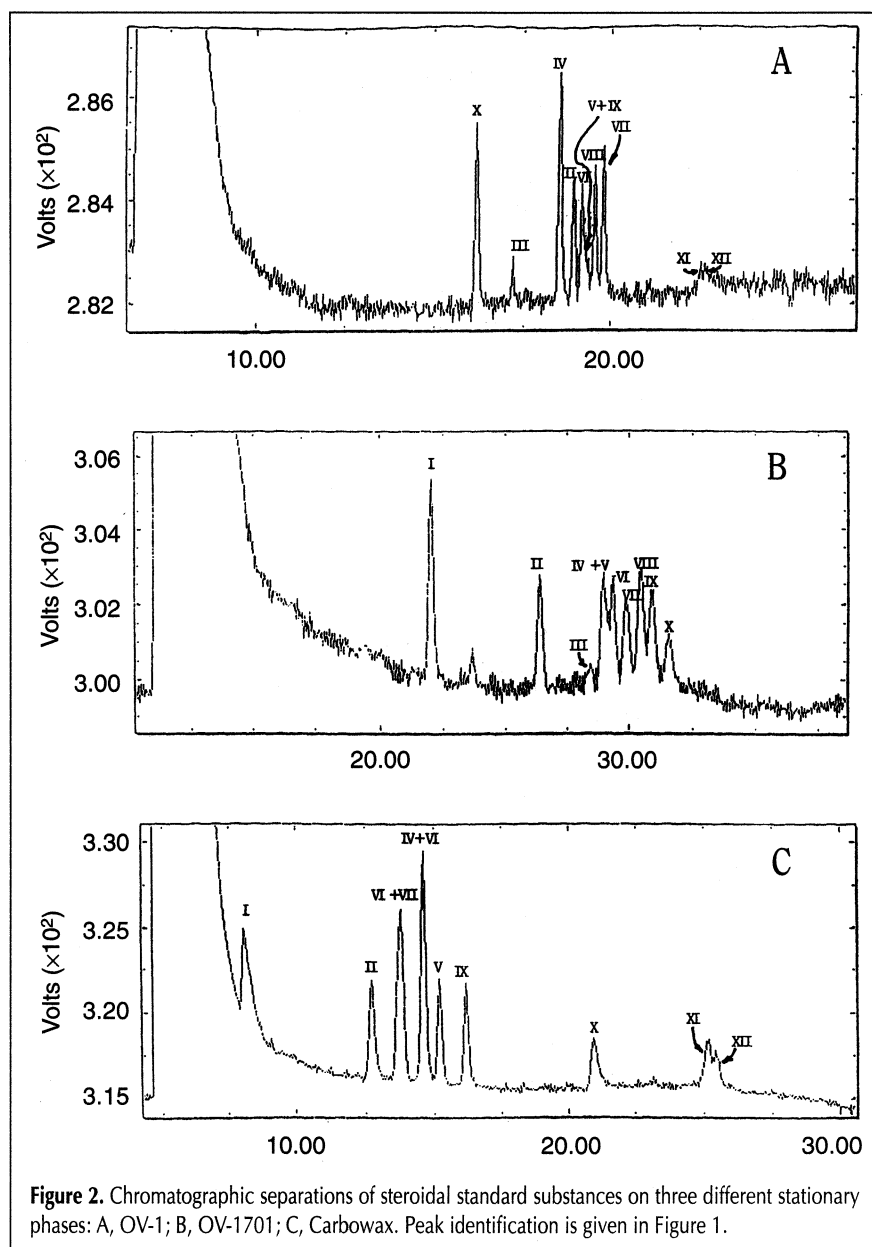 A
Volts (×10²)
2.86
2.84
2.82
X
III
IV
II
VI
V+IX
VIII
VII
XI
XII
10.00
20.00
B
Volts (×10²)
3.06
3.04
3.02
3.00
I
II
III
IV +V
VI
VII
VIII
IX
X
20.00
30.00
C
Volts (×10²)
3.30
3.25
3.20
3.15
I
II
VI +VII
IV+VI
V
IX
X
XI
XII
10.00
20.00
30.00
Figure 2. Chromatographic separations of steroidal standard substances on three different stationary
phases: A, OV-1; B, OV-1701; C, Carbowax. Peak identification is given in Figure 1.